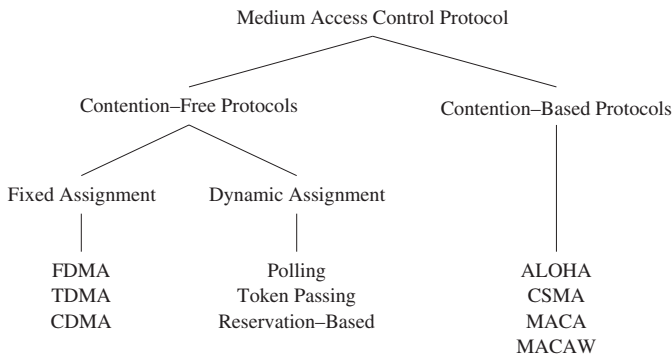 Medium Access Control Protocol
Contention–Free Protocols
Contention–Based Protocols
Fixed Assignment
Dynamic Assignment
FDMA
TDMA
CDMA
Polling
Token Passing
Reservation–Based
ALOHA
CSMA
MACA
MACAW